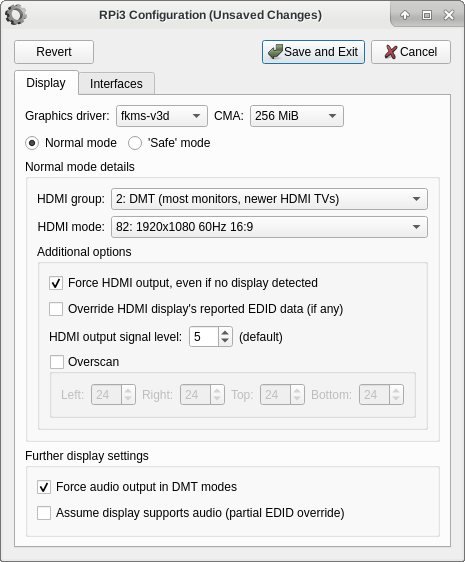 RPi3 Configuration (Unsaved Changes)
Revert Save and Exit Cancel
Display Interfaces
Graphics driver: fkms-v3d CMA: 256 MiB
Normal mode 'Safe' mode
Normal mode details
HDMI group: 2: DMT (most monitors, newer HDMI TVs)
HDMI mode: 82: 1920x1080 60Hz 16:9
Additional options
Force HDMI output, even if no display detected
Override HDMI display's reported EDID data (if any)
HDMI output signal level: 5 (default)
Overscan
Left: 24 Right: 24 Top: 24 Bottom: 24
Further display settings
Force audio output in DMT modes
Assume display supports audio (partial EDID override)